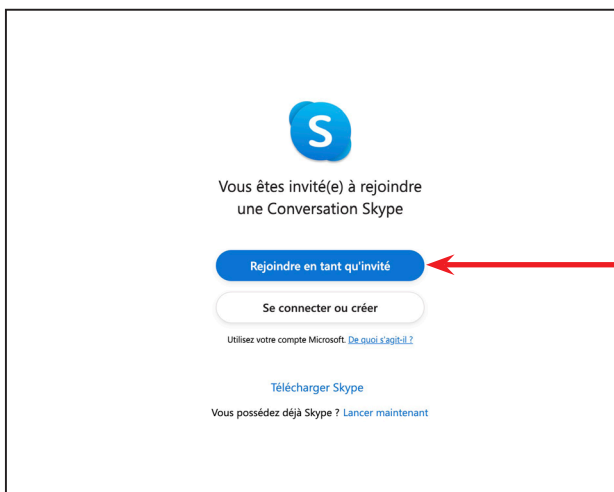 S
Vous êtes invité(e) à rejoindre
une Conversation Skype
Rejoindre en tant qu'invité
Se connecter ou créer
Utilisez votre compte Microsoft. De quoi s'agit-il ?
Télécharger Skype
Vous possédez déjà Skype ? Lancer maintenant